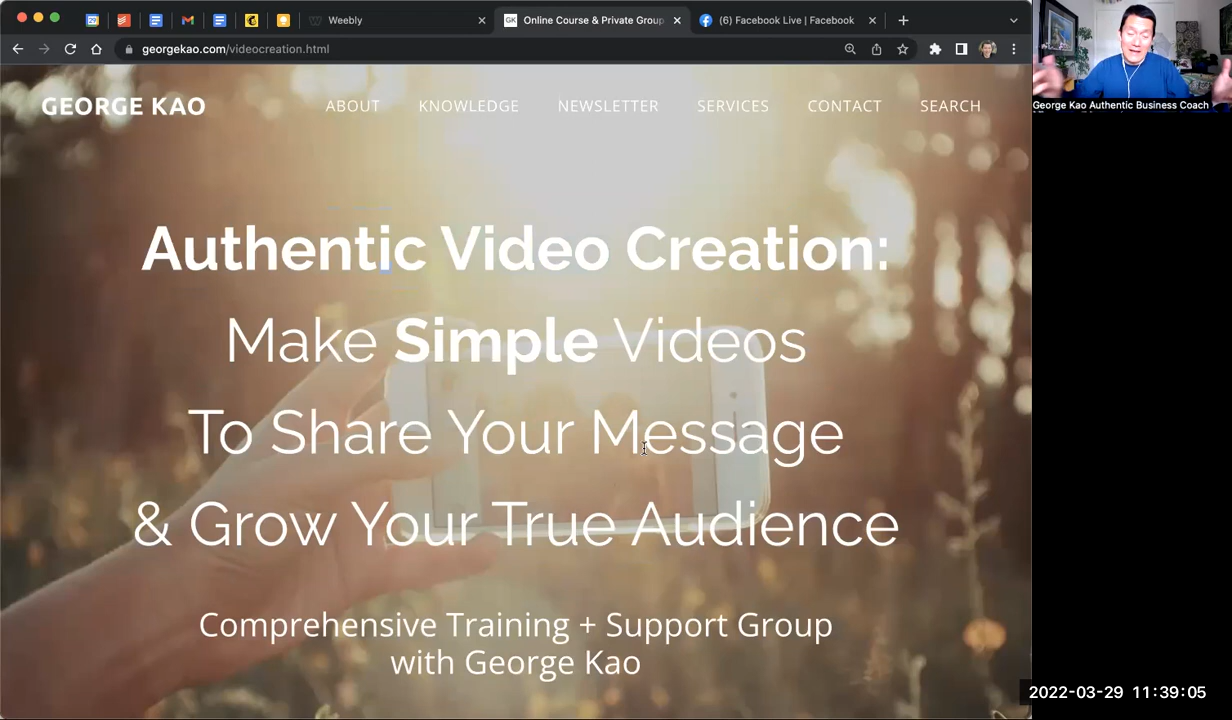 Weebly
GK Online Course & Private Group
(6) Facebook Live | Facebook
georgekao.com/videocreation.html
George Kao Authentic Business Coach
GEORGE KAO
ABOUT
KNOWLEDGE
NEWSLETTER
SERVICES
CONTACT
SEARCH
Authentic Video Creation:
Make Simple Videos
To Share Your Message
& Grow Your True Audience
Comprehensive Training + Support Group
with George Kao
2022-03-29 11:39:05